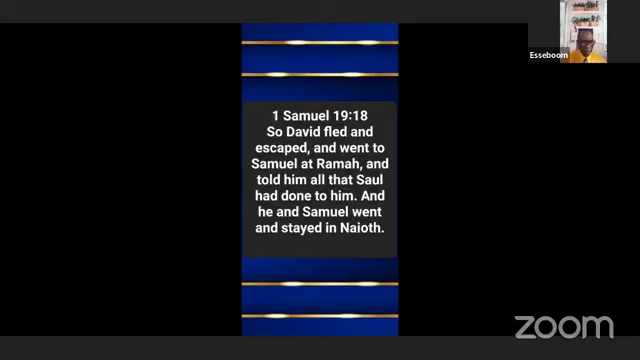 1 Samuel 19:18
So David fled and
escaped, and went to
Samuel at Ramah, and
told him all that Saul
had done to him. And
he and Samuel went
and stayed in Naioth.
Esseboom
zoom